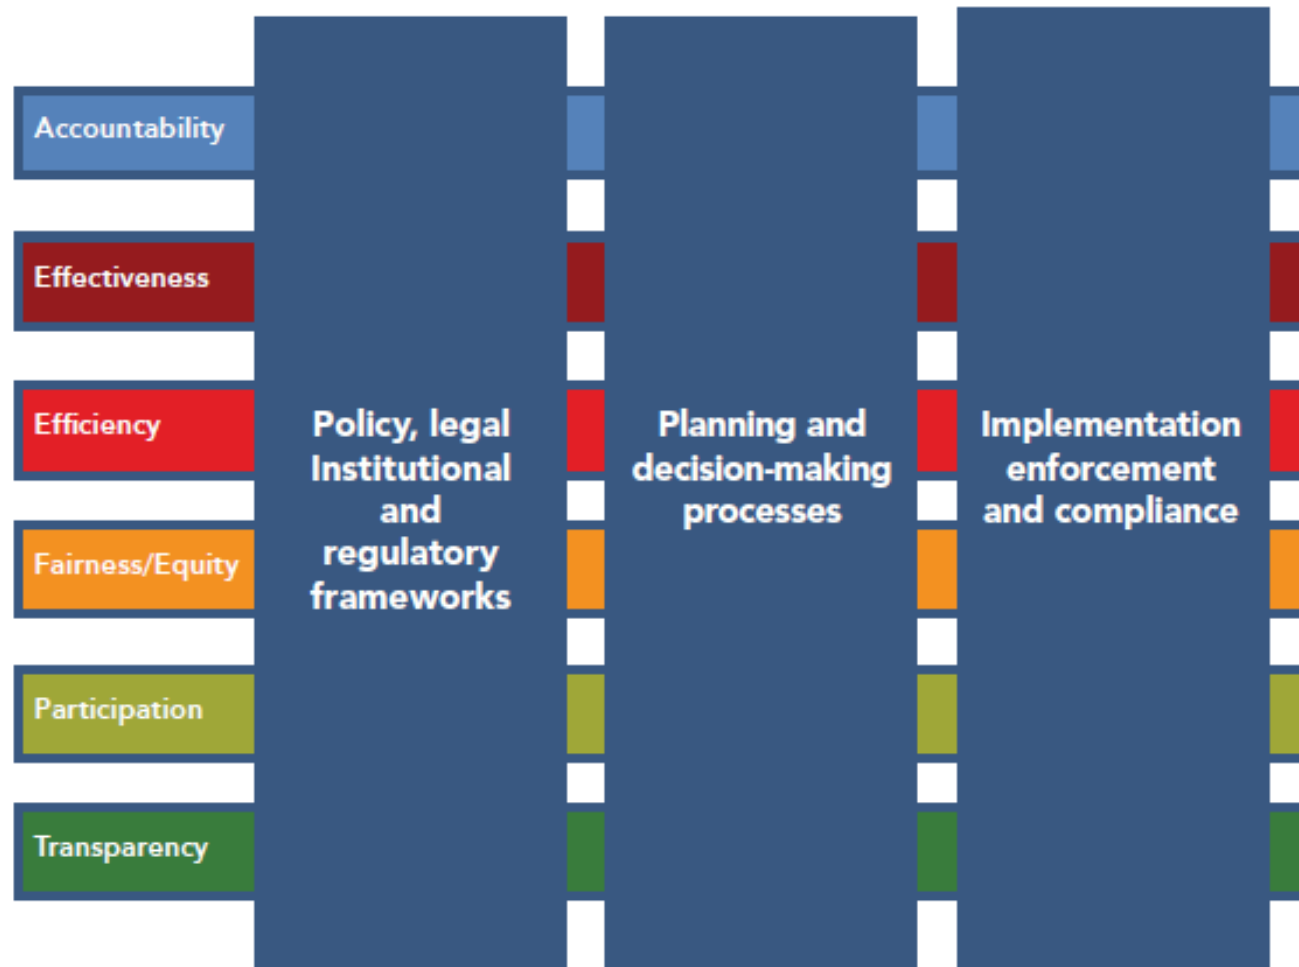 Accountability
Effectiveness
Efficiency
Fairness/Equity
Participation
Transparency
Policy, legal
Institutional
and
regulatory
frameworks
Planning and
decision-making
processes
Implementation
enforcement
and compliance